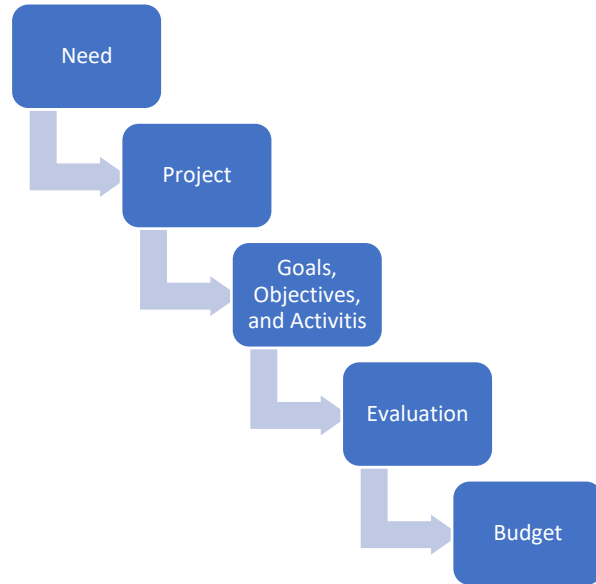 Need
Project
Goals,
Objectives,
and Activitis
Evaluation
Budget